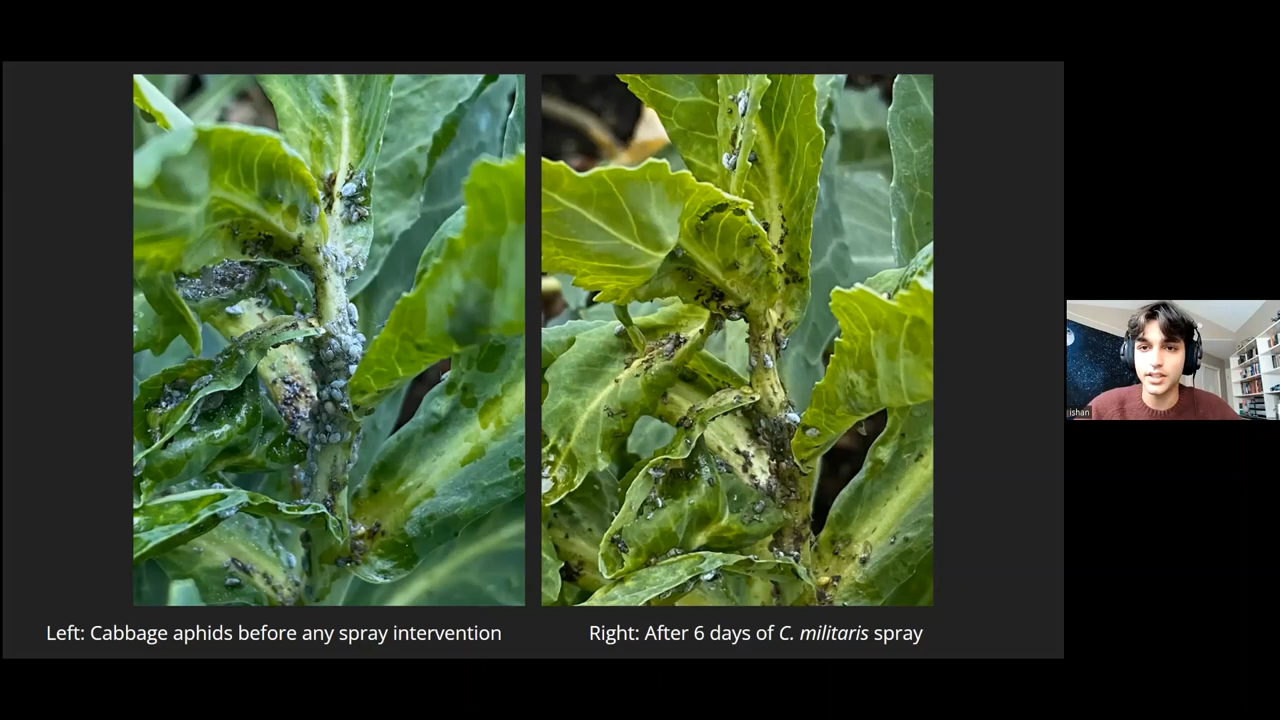 Left: Cabbage aphids before any spray intervention
Right: After 6 days of C. militaris spray
ishan